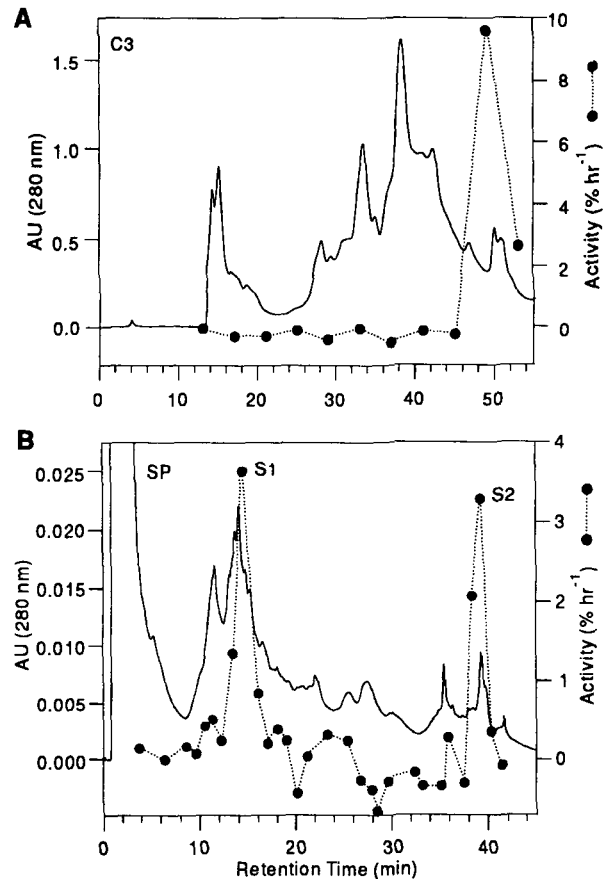 A
C3
AU (280 nm)
1.5
1.0
0.5
0.0
10
8
6
4
2
0
Activity (% hr⁻¹)
0 10 20 30 40 50
B
SP
S1
S2
AU (280 nm)
0.025
0.020
0.015
0.010
0.005
0.000
4
3
2
1
0
Activity (% hr⁻¹)
0 10 20 30 40
Retention Time (min)